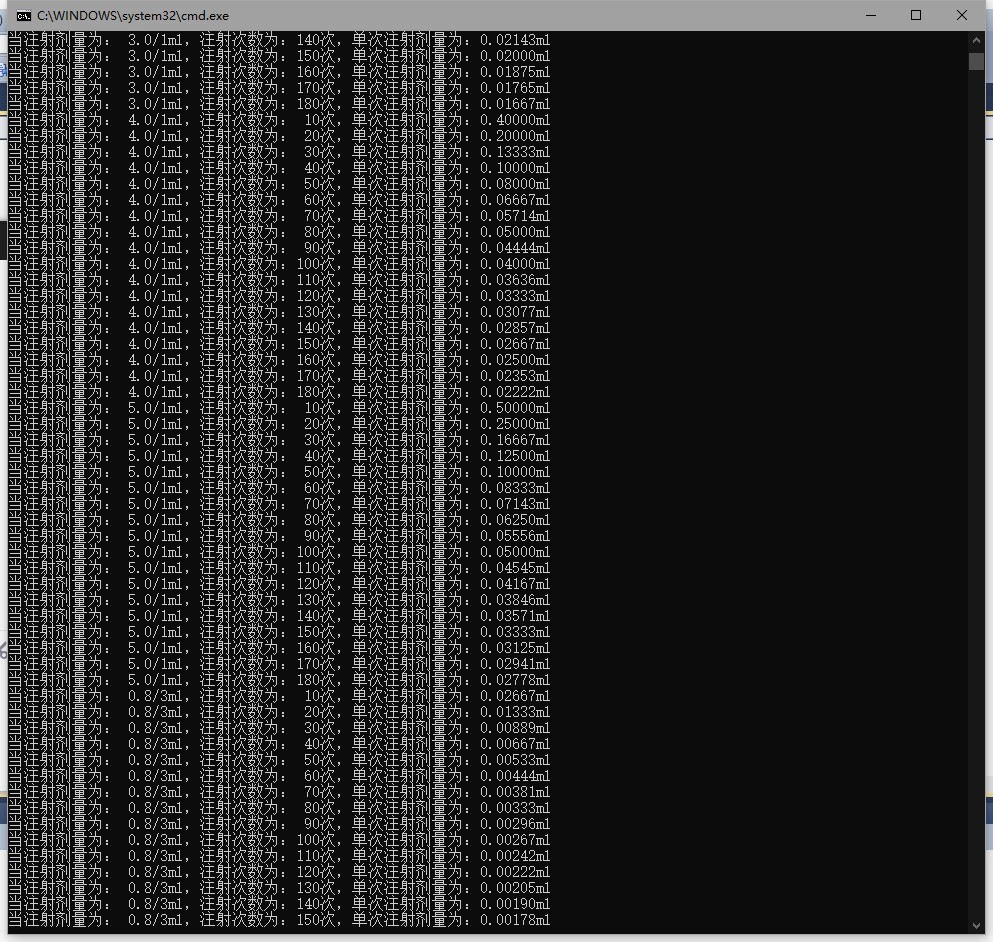 C:\WINDOWS\system32\cmd.exe
当注射剂量为： 3.0/1ml，注射次数为：140次，单次注射剂量为：0.02143ml
当注射剂量为： 3.0/1ml，注射次数为：150次，单次注射剂量为：0.02000ml
当注射剂量为： 3.0/1ml，注射次数为：160次，单次注射剂量为：0.01875ml
当注射剂量为： 3.0/1ml，注射次数为：170次，单次注射剂量为：0.01765ml
当注射剂量为： 3.0/1ml，注射次数为：180次，单次注射剂量为：0.01667ml
当注射剂量为： 4.0/1ml，注射次数为： 10次，单次注射剂量为：0.40000ml
当注射剂量为： 4.0/1ml，注射次数为： 20次，单次注射剂量为：0.20000ml
当注射剂量为： 4.0/1ml，注射次数为： 30次，单次注射剂量为：0.13333ml
当注射剂量为： 4.0/1ml，注射次数为： 40次，单次注射剂量为：0.10000ml
当注射剂量为： 4.0/1ml，注射次数为： 50次，单次注射剂量为：0.08000ml
当注射剂量为： 4.0/1ml，注射次数为： 60次，单次注射剂量为：0.06667ml
当注射剂量为： 4.0/1ml，注射次数为： 70次，单次注射剂量为：0.05714ml
当注射剂量为： 4.0/1ml，注射次数为： 80次，单次注射剂量为：0.05000ml
当注射剂量为： 4.0/1ml，注射次数为： 90次，单次注射剂量为：0.04444ml
当注射剂量为： 4.0/1ml，注射次数为：100次，单次注射剂量为：0.04000ml
当注射剂量为： 4.0/1ml，注射次数为：110次，单次注射剂量为：0.03636ml
当注射剂量为： 4.0/1ml，注射次数为：120次，单次注射剂量为：0.03333ml
当注射剂量为： 4.0/1ml，注射次数为：130次，单次注射剂量为：0.03077ml
当注射剂量为： 4.0/1ml，注射次数为：140次，单次注射剂量为：0.02857ml
当注射剂量为： 4.0/1ml，注射次数为：150次，单次注射剂量为：0.02667ml
当注射剂量为： 4.0/1ml，注射次数为：160次，单次注射剂量为：0.02500ml
当注射剂量为： 4.0/1ml，注射次数为：170次，单次注射剂量为：0.02353ml
当注射剂量为： 4.0/1ml，注射次数为：180次，单次注射剂量为：0.02222ml
当注射剂量为： 5.0/1ml，注射次数为： 10次，单次注射剂量为：0.50000ml
当注射剂量为： 5.0/1ml，注射次数为： 20次，单次注射剂量为：0.25000ml
当注射剂量为： 5.0/1ml，注射次数为： 30次，单次注射剂量为：0.16667ml
当注射剂量为： 5.0/1ml，注射次数为： 40次，单次注射剂量为：0.12500ml
当注射剂量为： 5.0/1ml，注射次数为： 50次，单次注射剂量为：0.10000ml
当注射剂量为： 5.0/1ml，注射次数为： 60次，单次注射剂量为：0.08333ml
当注射剂量为： 5.0/1ml，注射次数为： 70次，单次注射剂量为：0.07143ml
当注射剂量为： 5.0/1ml，注射次数为： 80次，单次注射剂量为：0.06250ml
当注射剂量为： 5.0/1ml，注射次数为： 90次，单次注射剂量为：0.05556ml
当注射剂量为： 5.0/1ml，注射次数为：100次，单次注射剂量为：0.05000ml
当注射剂量为： 5.0/1ml，注射次数为：110次，单次注射剂量为：0.04545ml
当注射剂量为： 5.0/1ml，注射次数为：120次，单次注射剂量为：0.04167ml
当注射剂量为： 5.0/1ml，注射次数为：130次，单次注射剂量为：0.03846ml
当注射剂量为： 5.0/1ml，注射次数为：140次，单次注射剂量为：0.03571ml
当注射剂量为： 5.0/1ml，注射次数为：150次，单次注射剂量为：0.03333ml
当注射剂量为： 5.0/1ml，注射次数为：160次，单次注射剂量为：0.03125ml
当注射剂量为： 5.0/1ml，注射次数为：170次，单次注射剂量为：0.02941ml
当注射剂量为： 5.0/1ml，注射次数为：180次，单次注射剂量为：0.02778ml
当注射剂量为： 0.8/3ml，注射次数为： 10次，单次注射剂量为：0.02667ml
当注射剂量为： 0.8/3ml，注射次数为： 20次，单次注射剂量为：0.01333ml
当注射剂量为： 0.8/3ml，注射次数为： 30次，单次注射剂量为：0.00889ml
当注射剂量为： 0.8/3ml，注射次数为： 40次，单次注射剂量为：0.00667ml
当注射剂量为： 0.8/3ml，注射次数为： 50次，单次注射剂量为：0.00533ml
当注射剂量为： 0.8/3ml，注射次数为： 60次，单次注射剂量为：0.00444ml
当注射剂量为： 0.8/3ml，注射次数为： 70次，单次注射剂量为：0.00381ml
当注射剂量为： 0.8/3ml，注射次数为： 80次，单次注射剂量为：0.00333ml
当注射剂量为： 0.8/3ml，注射次数为： 90次，单次注射剂量为：0.00296ml
当注射剂量为： 0.8/3ml，注射次数为：100次，单次注射剂量为：0.00267ml
当注射剂量为： 0.8/3ml，注射次数为：110次，单次注射剂量为：0.00242ml
当注射剂量为： 0.8/3ml，注射次数为：120次，单次注射剂量为：0.00222ml
当注射剂量为： 0.8/3ml，注射次数为：130次，单次注射剂量为：0.00205ml
当注射剂量为： 0.8/3ml，注射次数为：140次，单次注射剂量为：0.00190ml
当注射剂量为： 0.8/3ml，注射次数为：150次，单次注射剂量为：0.00178ml